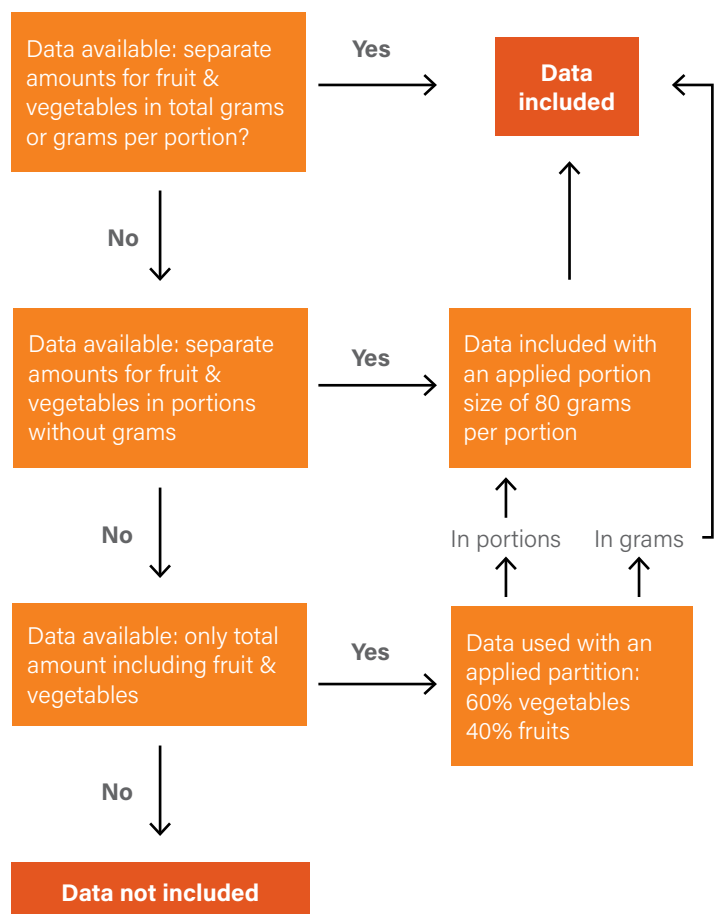 Data available: separate
amounts for fruit &
vegetables in total grams
or grams per portion?
Yes
Data
included
No
Data available: separate
amounts for fruit &
vegetables in portions
without grams
Yes
Data included with
an applied portion
size of 80 grams
per portion
No
In portions
In grams
Data available: only total
amount including fruit &
vegetables
Yes
Data used with an
applied partition:
60% vegetables
40% fruits
No
Data not included